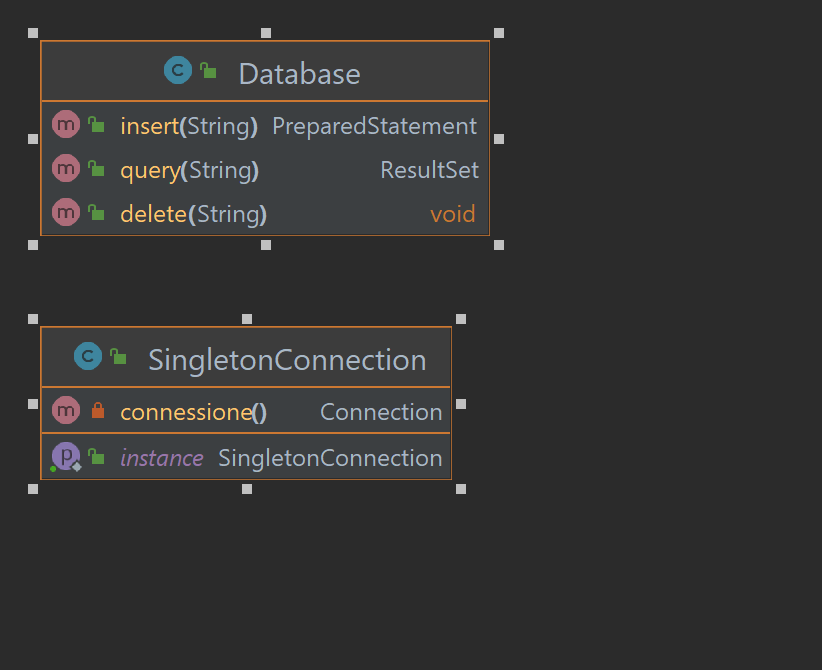 C Database
m insert(String) PreparedStatement
m query(String) ResultSet
m delete(String) void
C SingletonConnection
m connessione() Connection
p instance SingletonConnection